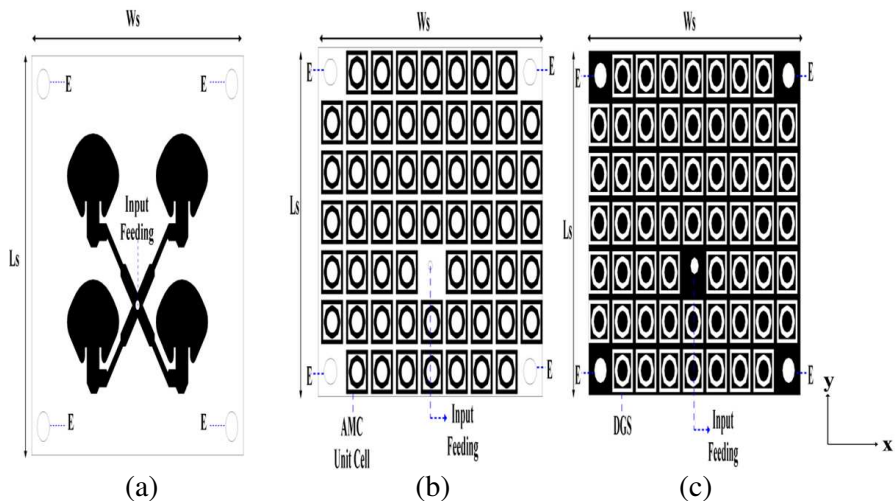 Ws
E
E
Input
Feeding
Ls
E
E
(a)
Ws
E
E
Ls
E
E
AMC
Unit Cell
Input
Feeding
(b)
Ws
E
E
Ls
E
E
DGS
Input
Feeding
(c)
y
x